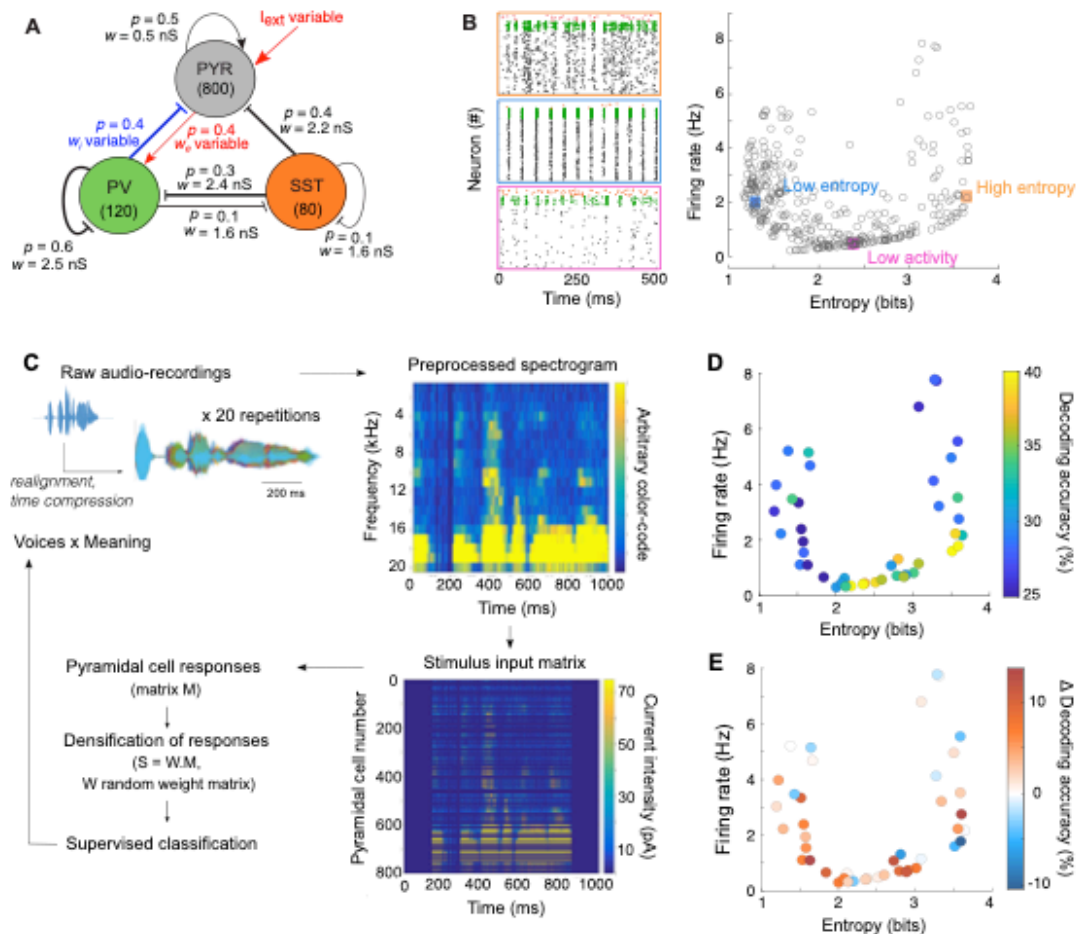 A
p = 0.5
w = 0.5 nS
I_ext variable
PYR
(800)
p = 0.4
w_i variable
p = 0.4
w_e variable
p = 0.4
w = 2.2 nS
p = 0.3
w = 2.4 nS
PV
(120)
SST
(80)
p = 0.1
w = 1.6 nS
p = 0.6
w = 2.5 nS
p = 0.1
w = 1.6 nS
B
Neuron (#)
0 250 500
Time (ms)
Firing rate (Hz)
8
6
4
2
0
Low entropy
High entropy
Low activity
1 2 3 4
Entropy (bits)
C
Raw audio-recordings
x 20 repetitions
realignment,
time compression
200 ms
Voices x Meaning
Preprocessed spectrogram
Frequency (kHz)
4
8
12
16
20
0 200 400 600 800 1000
Time (ms)
Arbitrary color-code
Stimulus input matrix
Pyramidal cell number
0
200
400
600
800
0 200 400 600 800 1000
Time (ms)
70
50
30
10
Current intensity (pA)
Pyramidal cell responses
(matrix M)
Densification of responses
(S = W.M,
W random weight matrix)
Supervised classification
D
Firing rate (Hz)
8
6
4
2
0
1 2 3 4
Entropy (bits)
40
35
30
25
Decoding accuracy (%)
E
Firing rate (Hz)
8
6
4
2
0
1 2 3 4
Entropy (bits)
10
0
-10
Δ Decoding accuracy (%)